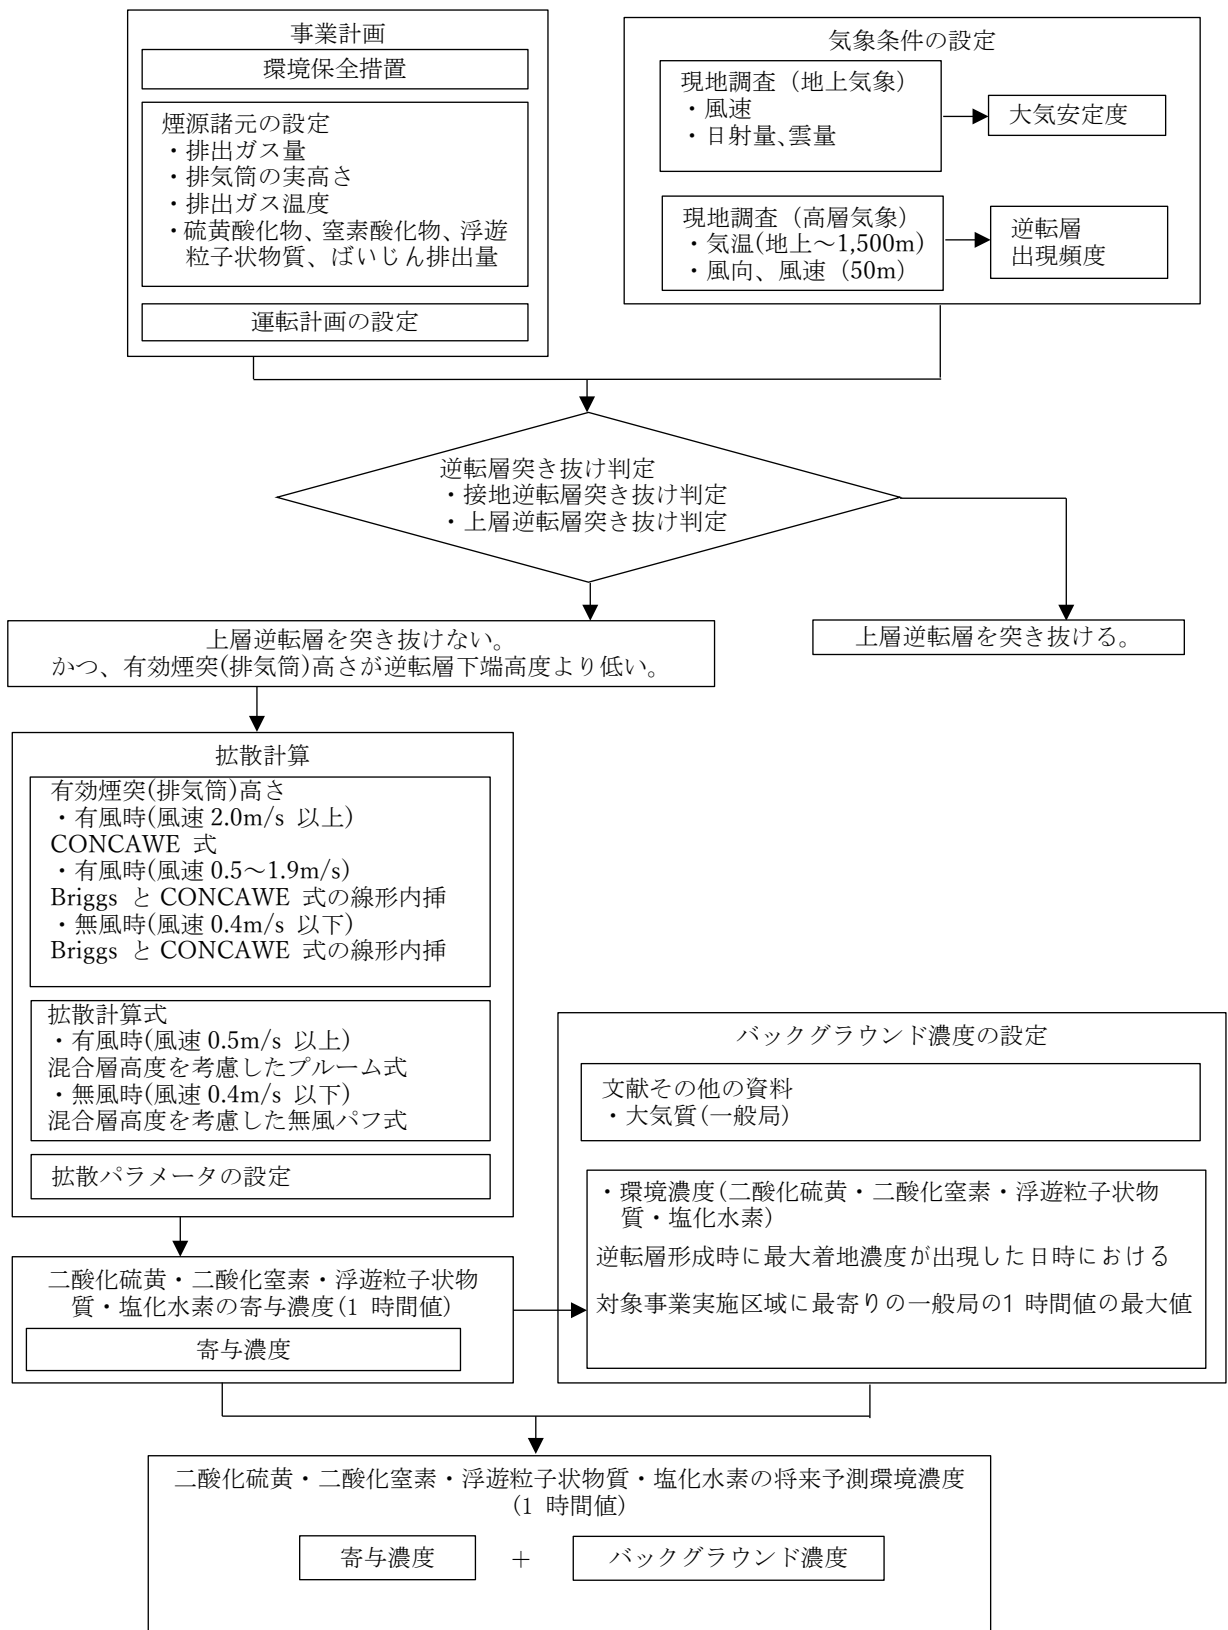 事業計画
環境保全措置
煙源諸元の設定
・排出ガス量
・排気筒の実高さ
・排出ガス温度
・硫黄酸化物、窒素酸化物、浮遊
粒子状物質、ばいじん排出量
運転計画の設定
気象条件の設定
現地調査（地上気象）
・風速
・日射量、雲量
大気安定度
現地調査（高層気象）
・気温(地上～1,500m)
・風向、風速（50m）
逆転層
出現頻度
逆転層突き抜け判定
・接地逆転層突き抜け判定
・上層逆転層突き抜け判定
上層逆転層を突き抜けない。
かつ、有効煙突(排気筒)高さが逆転層下端高度より低い。
上層逆転層を突き抜ける。
拡散計算
有効煙突(排気筒)高さ
・有風時(風速 2.0m/s 以上)
CONCAWE 式
・有風時(風速 0.5～1.9m/s)
Briggs と CONCAWE 式の線形内挿
・無風時(風速 0.4m/s 以下)
Briggs と CONCAWE 式の線形内挿
拡散計算式
・有風時(風速 0.5m/s 以上)
混合層高度を考慮したプルーム式
・無風時(風速 0.4m/s 以下)
混合層高度を考慮した無風パフ式
拡散パラメータの設定
二酸化硫黄・二酸化窒素・浮遊粒子状物
質・塩化水素の寄与濃度(1 時間値)
寄与濃度
バックグラウンド濃度の設定
文献その他の資料
・大気質(一般局)
・環境濃度(二酸化硫黄・二酸化窒素・浮遊粒子状物
質・塩化水素)
逆転層形成時に最大着地濃度が出現した日時における
対象事業実施区域に最寄りの一般局の1 時間値の最大値
二酸化硫黄・二酸化窒素・浮遊粒子状物質・塩化水素の将来予測環境濃度
(1 時間値)
寄与濃度 ＋ バックグラウンド濃度